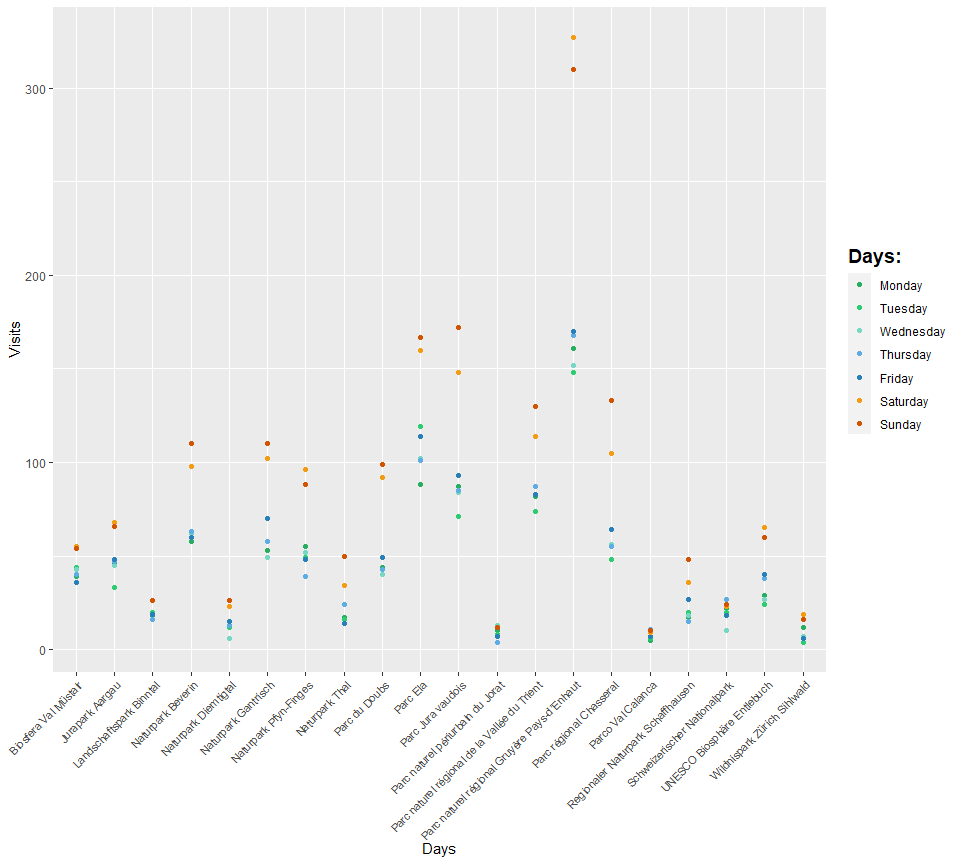 300
200
100
0
Visits
Biosfera Val Müstair
Jurapark Aargau
Landschaftspark Binntal
Naturpark Beverin
Naturpark Diemtigtal
Naturpark Gantrisch
Naturpark Pfyn-Finges
Naturpark Thal
Parc du Doubs
Parc Ela
Parc Jura vaudois
Parc naturel périurbain du Jorat
Parc naturel régional de la Vallée du Trient
Parc naturel régional Gruyère Pays-d'Enhaut
Parc régional Chasseral
Parco Val Calanca
Regionaler Naturpark Schaffhausen
Schweizerischer Nationalpark
UNESCO Biosphäre Entlebuch
Wildnispark Zürich Sihlwald
Days
Days:
Monday
Tuesday
Wednesday
Thursday
Friday
Saturday
Sunday